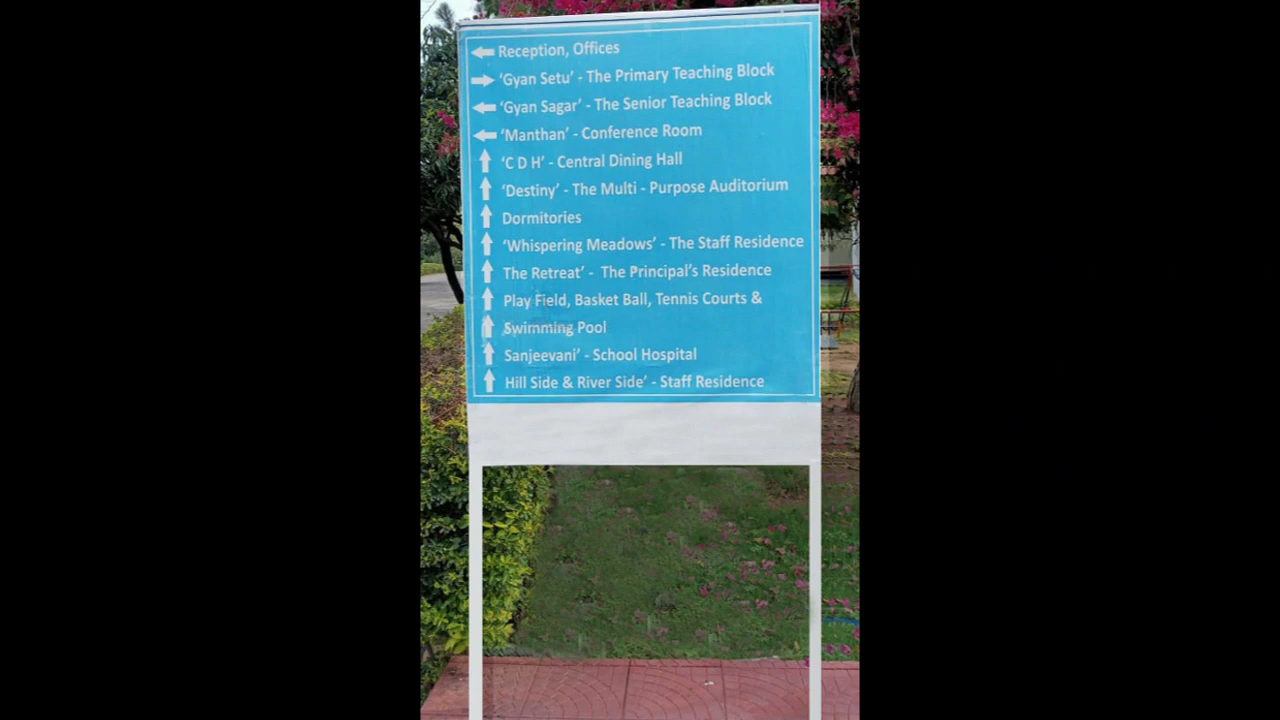 Reception, Offices
‘Gyan Setu’ - The Primary Teaching Block
‘Gyan Sagar’ - The Senior Teaching Block
‘Manthan’ - Conference Room
‘C D H’ - Central Dining Hall
‘Destiny’ - The Multi - Purpose Auditorium
Dormitories
‘Whispering Meadows’ - The Staff Residence
The Retreat’ - The Principal’s Residence
Play Field, Basket Ball, Tennis Courts &
Swimming Pool
Sanjeevani’ - School Hospital
Hill Side & River Side’ - Staff Residence